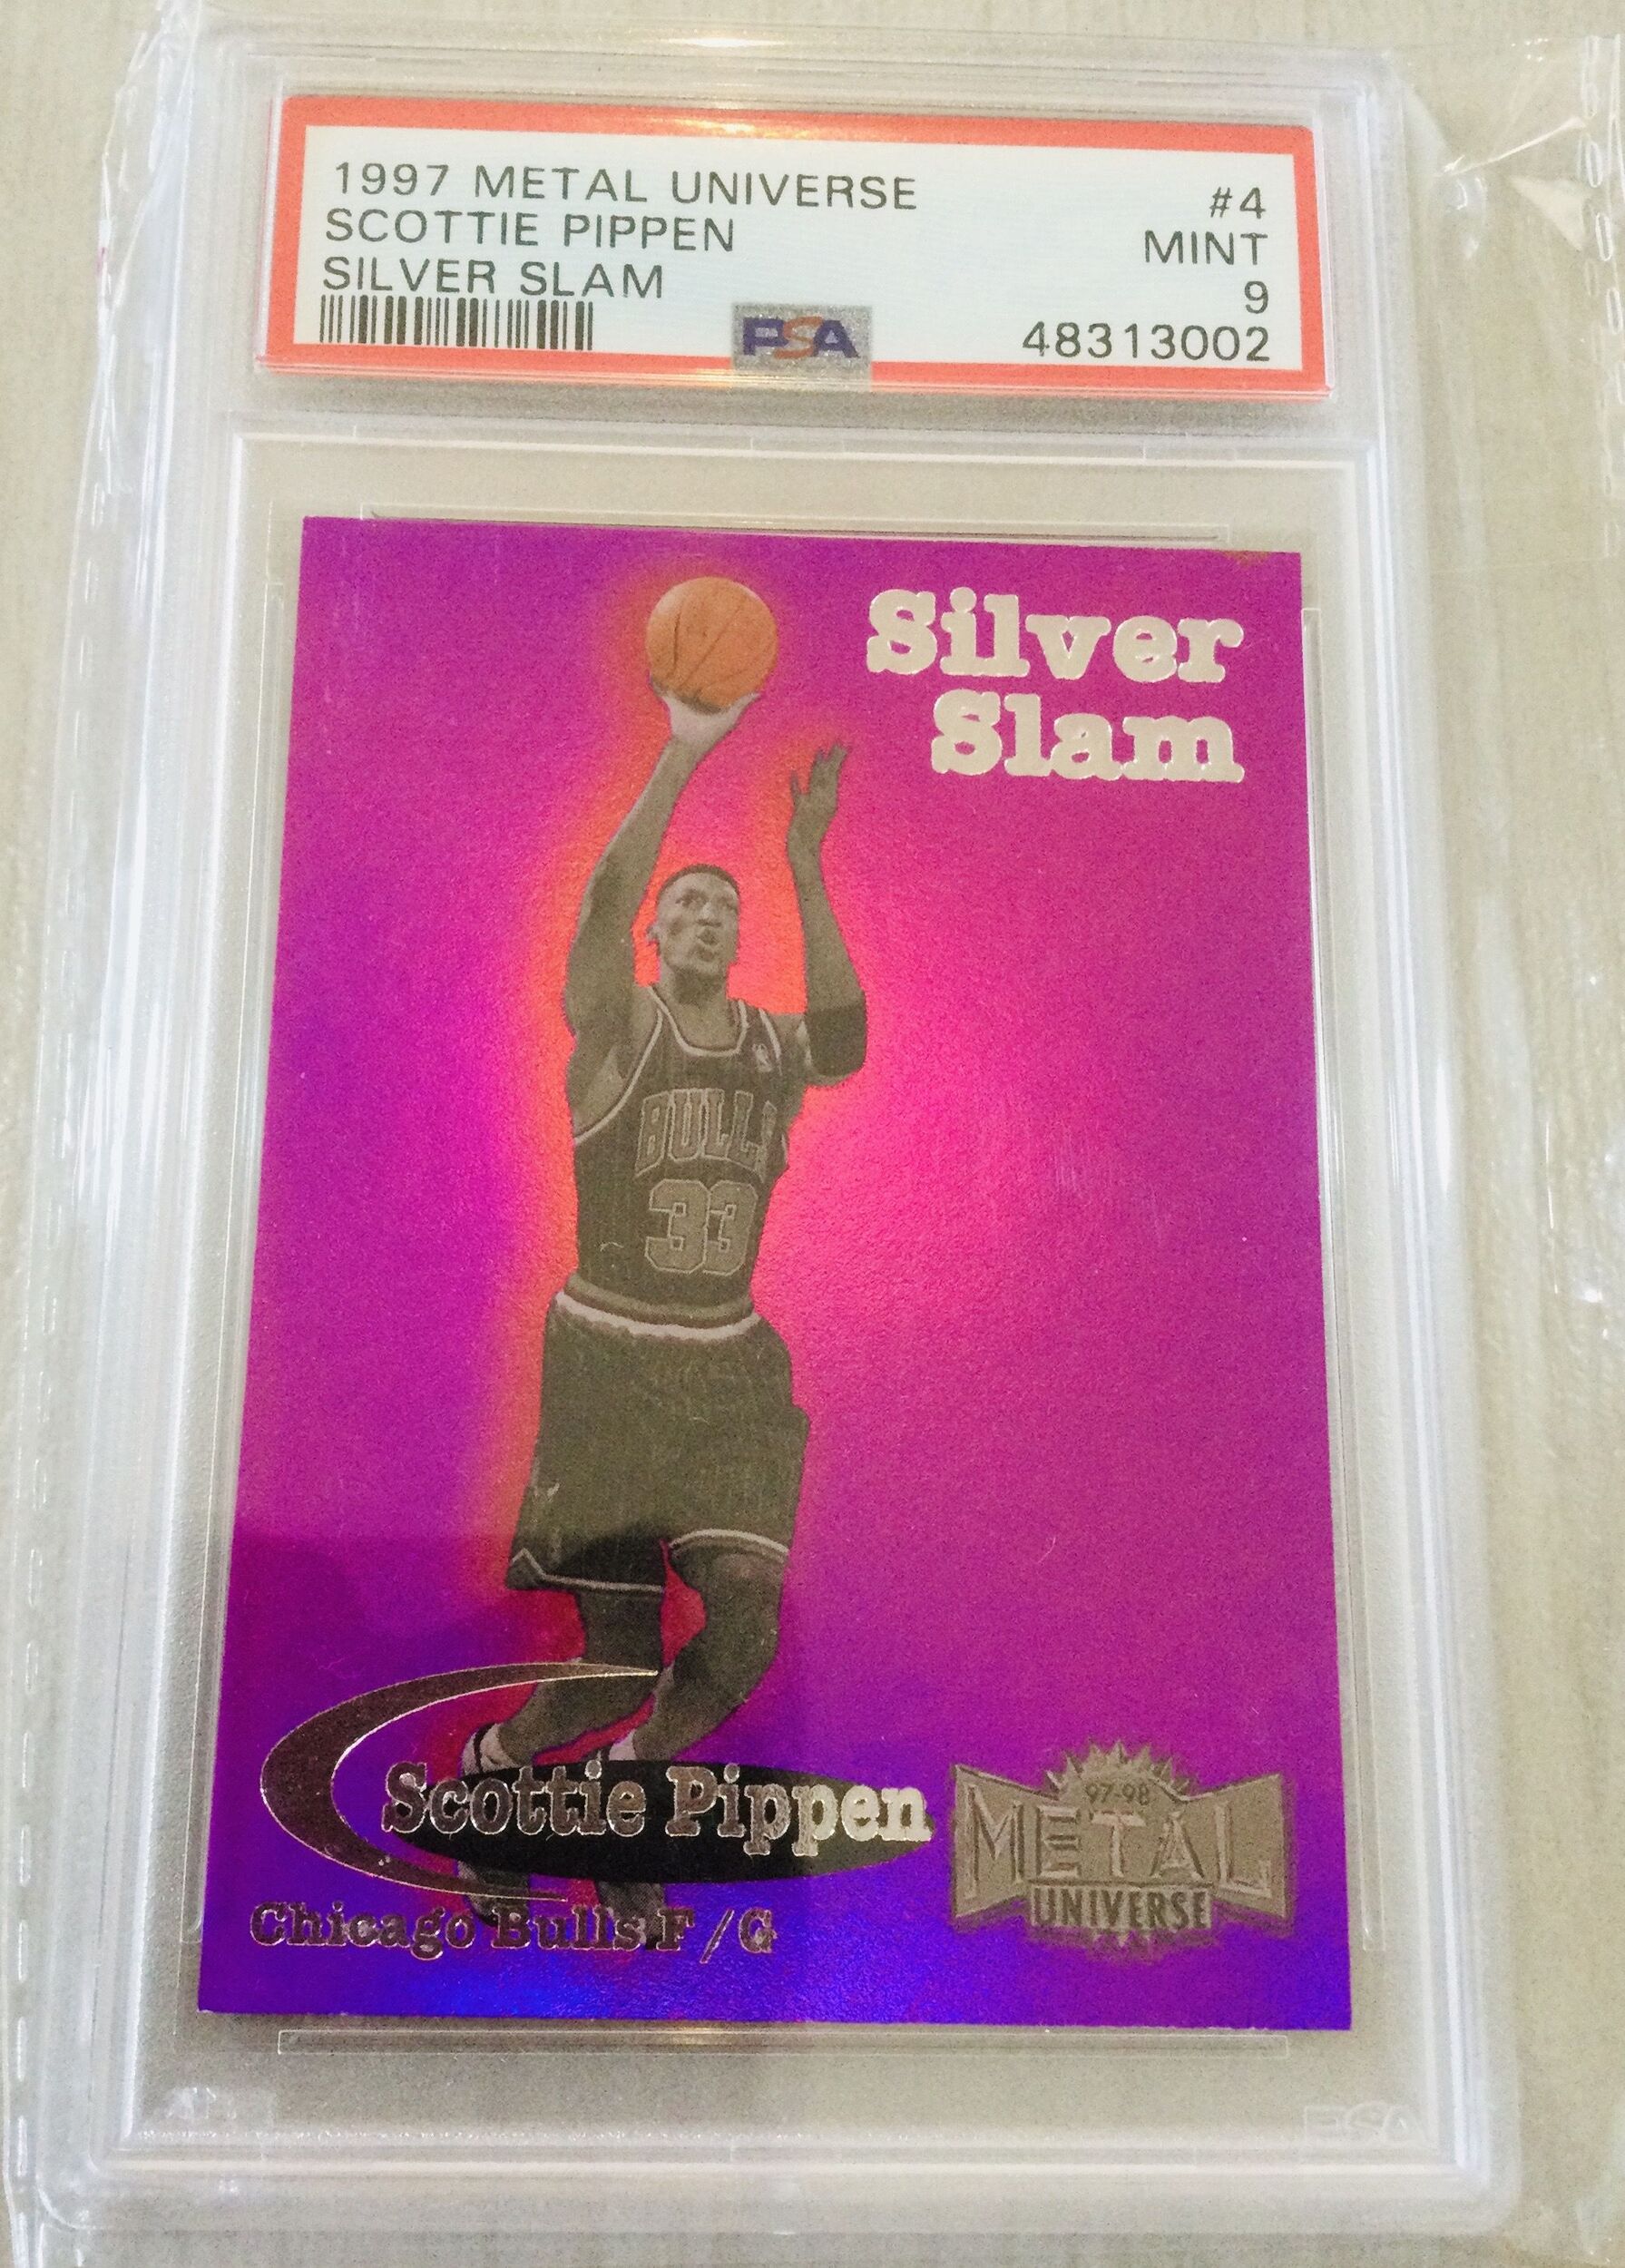 1997 METAL UNIVERSE #4
SCOTTIE PIPPEN MINT
SILVER SLAM 9
PSA 48313002
Silver
Slam
BULLS
33
Scottie Pippen
97-98
METAL
UNIVERSE
Chicago Bulls F/G
PSA